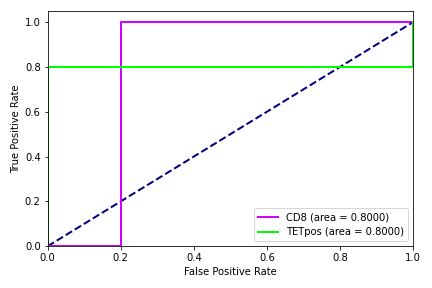 1.0
0.8
0.6
0.4
0.2
0.0
True Positive Rate
CD8 (area = 0.8000)
TETpos (area = 0.8000)
0.0 0.2 0.4 0.6 0.8 1.0
False Positive Rate